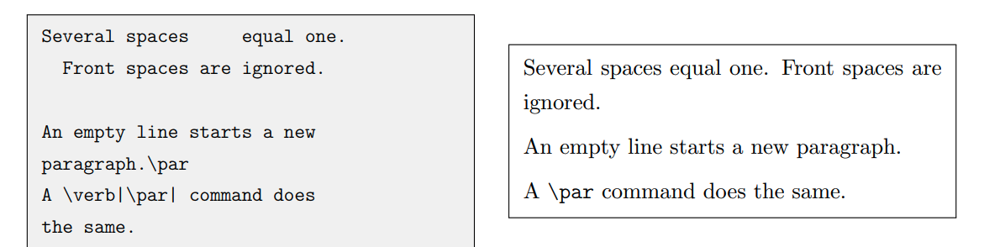 Several spaces     equal one.
  Front spaces are ignored.

An empty line starts a new
paragraph.\par
A \verb|\par| command does
the same.
Several spaces equal one. Front spaces are
ignored.
An empty line starts a new paragraph.
A \par command does the same.